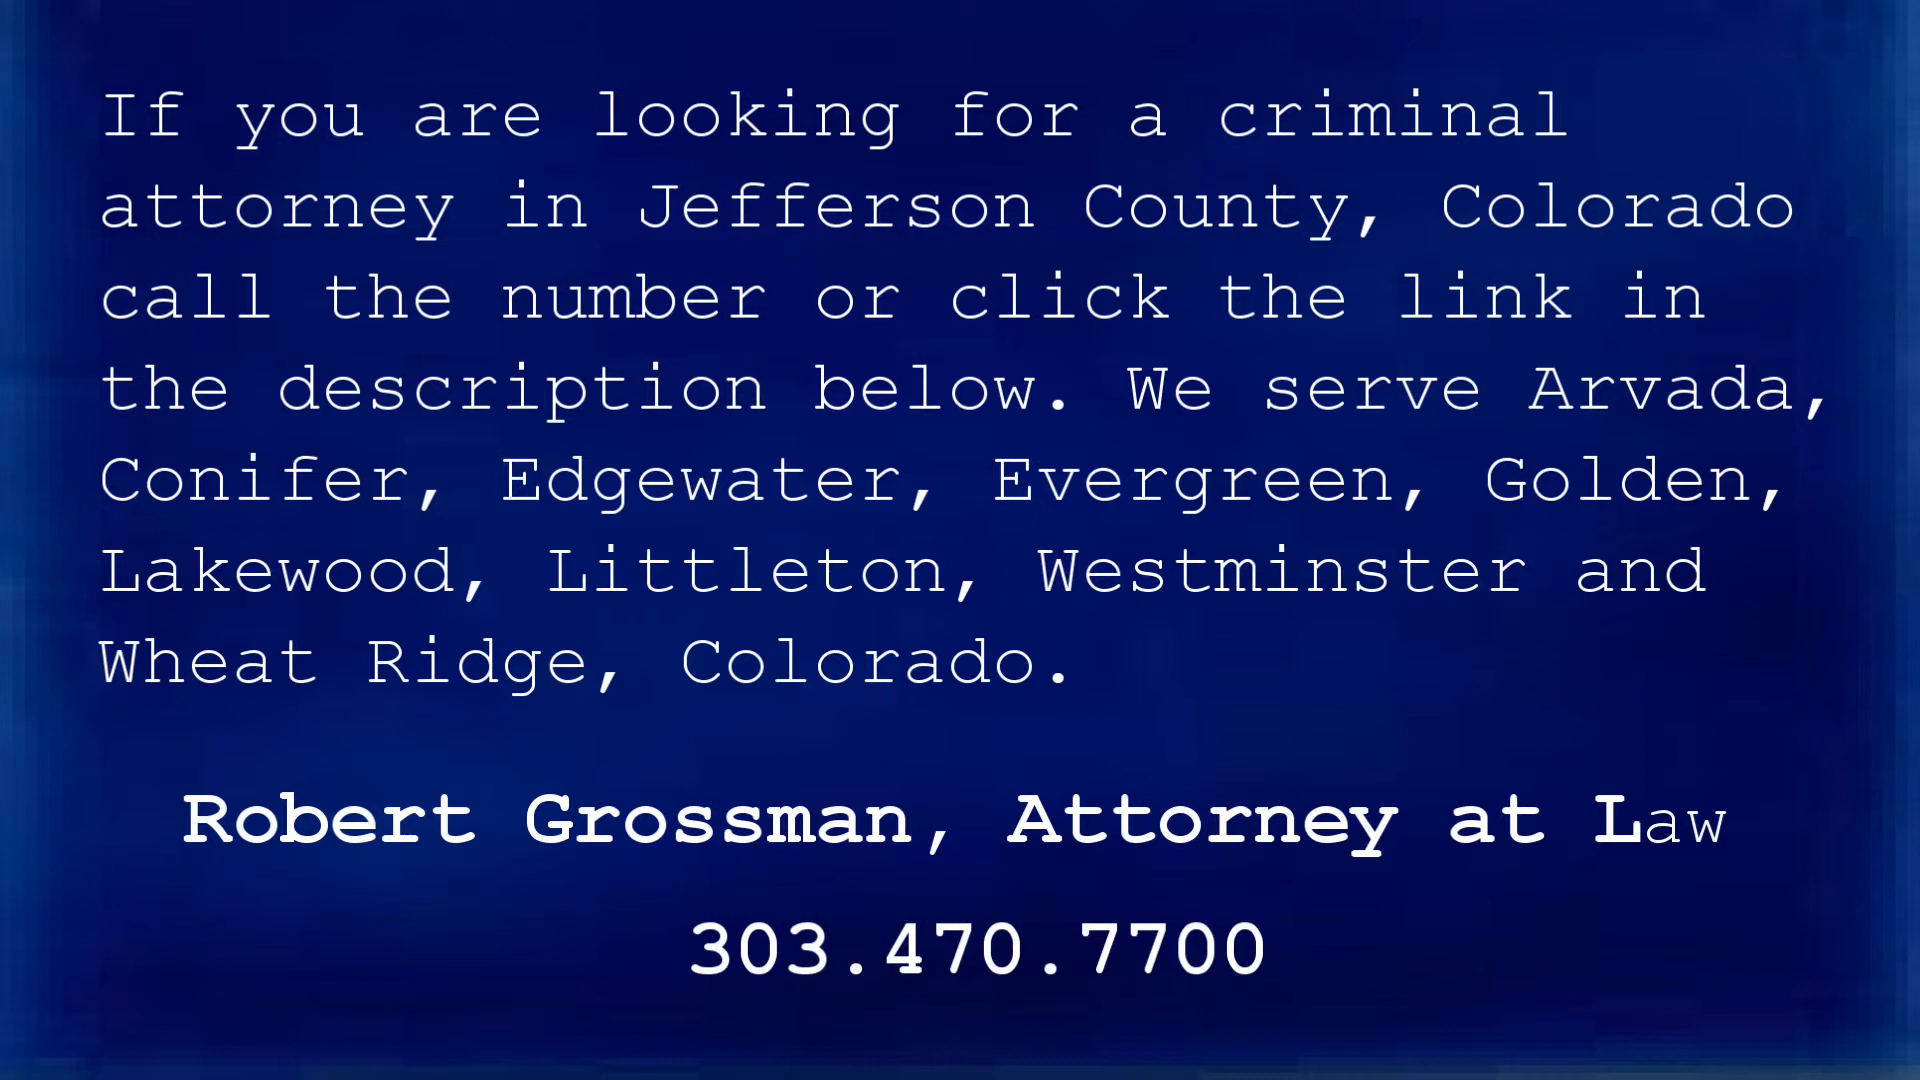 If you are looking for a criminal
attorney in Jefferson County, Colorado
call the number or click the link in
the description below. We serve Arvada,
Conifer, Edgewater, Evergreen, Golden,
Lakewood, Littleton, Westminster and
Wheat Ridge, Colorado.
Robert Grossman, Attorney at Law
303.470.7700